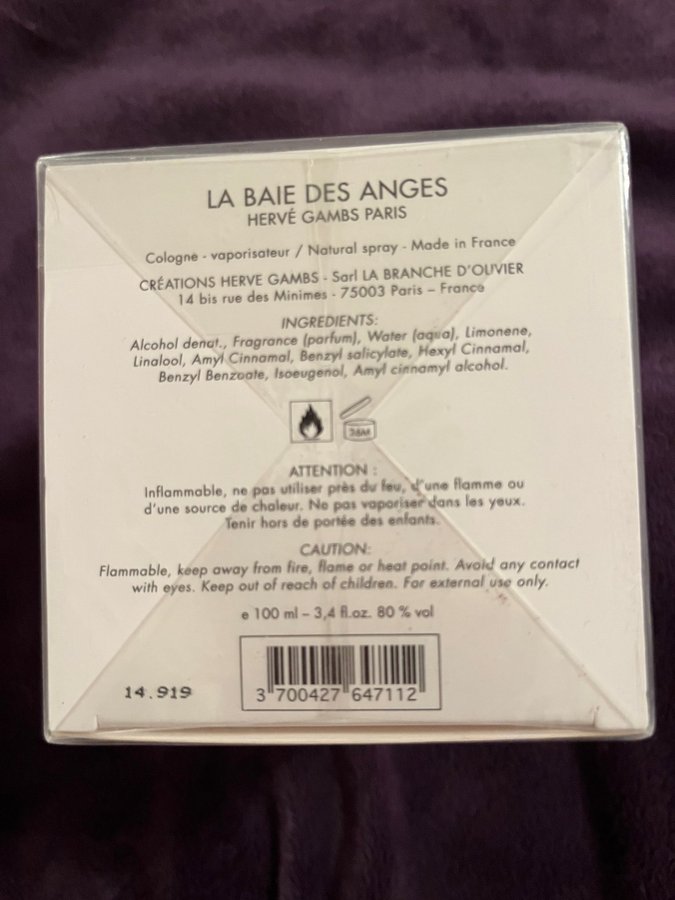 LA BAIE DES ANGES
HERVÉ GAMBS PARIS
Cologne - vaporisateur / Natural spray - Made in France
CRÉATIONS HERVE GAMBS - Sarl LA BRANCHE D'OLIVIER
14 bis rue des Minimes - 75003 Paris – France
INGREDIENTS:
Alcohol denat., Fragrance (parfum), Water (aqua), Limonene,
Linalool, Amyl Cinnamal, Benzyl salicylate, Hexyl Cinnamal,
Benzyl Benzoate, Isoeugenol, Amyl cinnamyl alcohol.
36M
ATTENTION :
Inflammable, ne pas utiliser près du feu, d'une flamme ou
d'une source de chaleur. Ne pas vaporiser dans les yeux.
Tenir hors de portée des enfants.
CAUTION:
Flammable, keep away from fire, flame or heat point. Avoid any contact
with eyes. Keep out of reach of children. For external use only.
e 100 ml – 3,4 fl.oz. 80 % vol
14.919
3 700427 647112